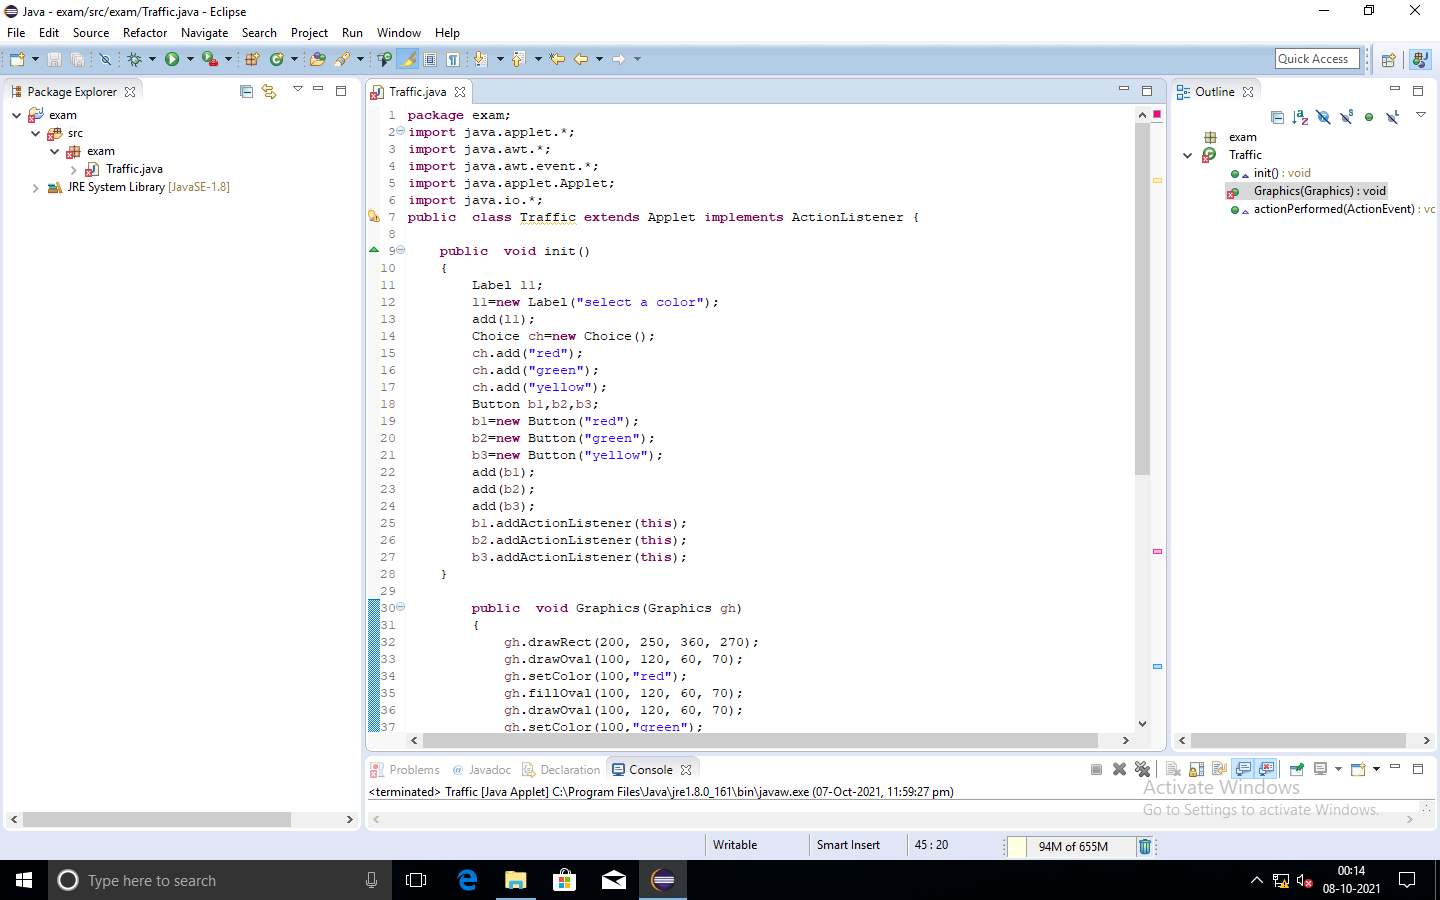 Java - exam/src/exam/Traffic.java - Eclipse
File Edit Source Refactor Navigate Search Project Run Window Help
Quick Access
Package Explorer
exam
src
exam
Traffic.java
JRE System Library [JavaSE-1.8]
Traffic.java
1 package exam;
2 import java.applet.*;
3 import java.awt.*;
4 import java.awt.event.*;
5 import java.applet.Applet;
6 import java.io.*;
7 public  class Traffic extends Applet implements ActionListener {
8
9 public  void init()
10 {
11 Label l1;
12 l1=new Label("select a color");
13 add(l1);
14 Choice ch=new Choice();
15 ch.add("red");
16 ch.add("green");
17 ch.add("yellow");
18 Button b1,b2,b3;
19 b1=new Button("red");
20 b2=new Button("green");
21 b3=new Button("yellow");
22 add(b1);
23 add(b2);
24 add(b3);
25 b1.addActionListener(this);
26 b2.addActionListener(this);
27 b3.addActionListener(this);
28 }
29
30 public  void Graphics(Graphics gh)
31 {
32 gh.drawRect(200, 250, 360, 270);
33 gh.drawOval(100, 120, 60, 70);
34 gh.setColor(100,"red");
35 gh.fillOval(100, 120, 60, 70);
36 gh.drawOval(100, 120, 60, 70);
37 gh.setColor(100,"green");
Outline
exam
Traffic
init() : void
Graphics(Graphics) : void
actionPerformed(ActionEvent) : vo
Problems Javadoc Declaration Console
<terminated> Traffic [Java Applet] C:\Program Files\Java\jre1.8.0_161\bin\javaw.exe (07-Oct-2021, 11:59:27 pm)
Activate Windows
Go to Settings to activate Windows.
Writable Smart Insert 45 : 20 94M of 655M
Type here to search
00:14
08-10-2021